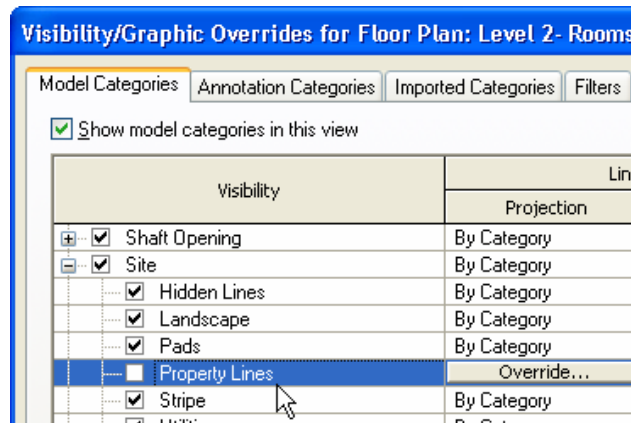 Visibility/Graphic Overrides for Floor Plan: Level 2- Rooms
Model Categories Annotation Categories Imported Categories Filters
Show model categories in this view
Visibility
Projection
Shaft Opening By Category
Site By Category
Hidden Lines By Category
Landscape By Category
Pads By Category
Property Lines Override...
Stripe By Category